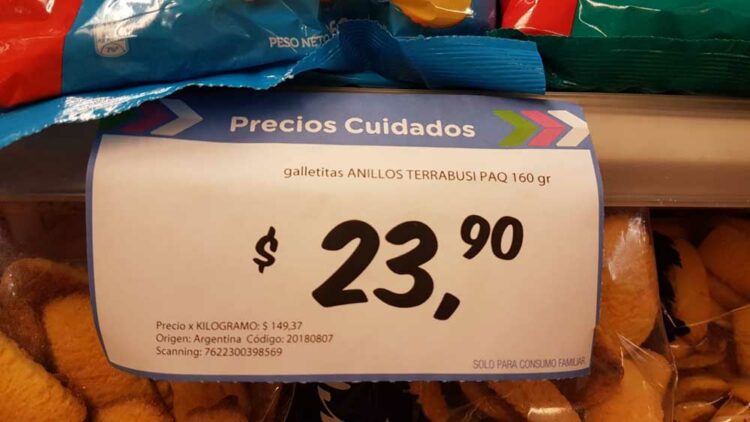 PESO NETO
Precios Cuidados
galletitas ANILLOS TERRABUSI PAQ 160 gr
$ 23,90
Precio x KILOGRAMO: $ 149,37
Origen: Argentina Código: 20180807
Scanning: 7622300398569
SOLO PARA CONSUMO FAMILIAR